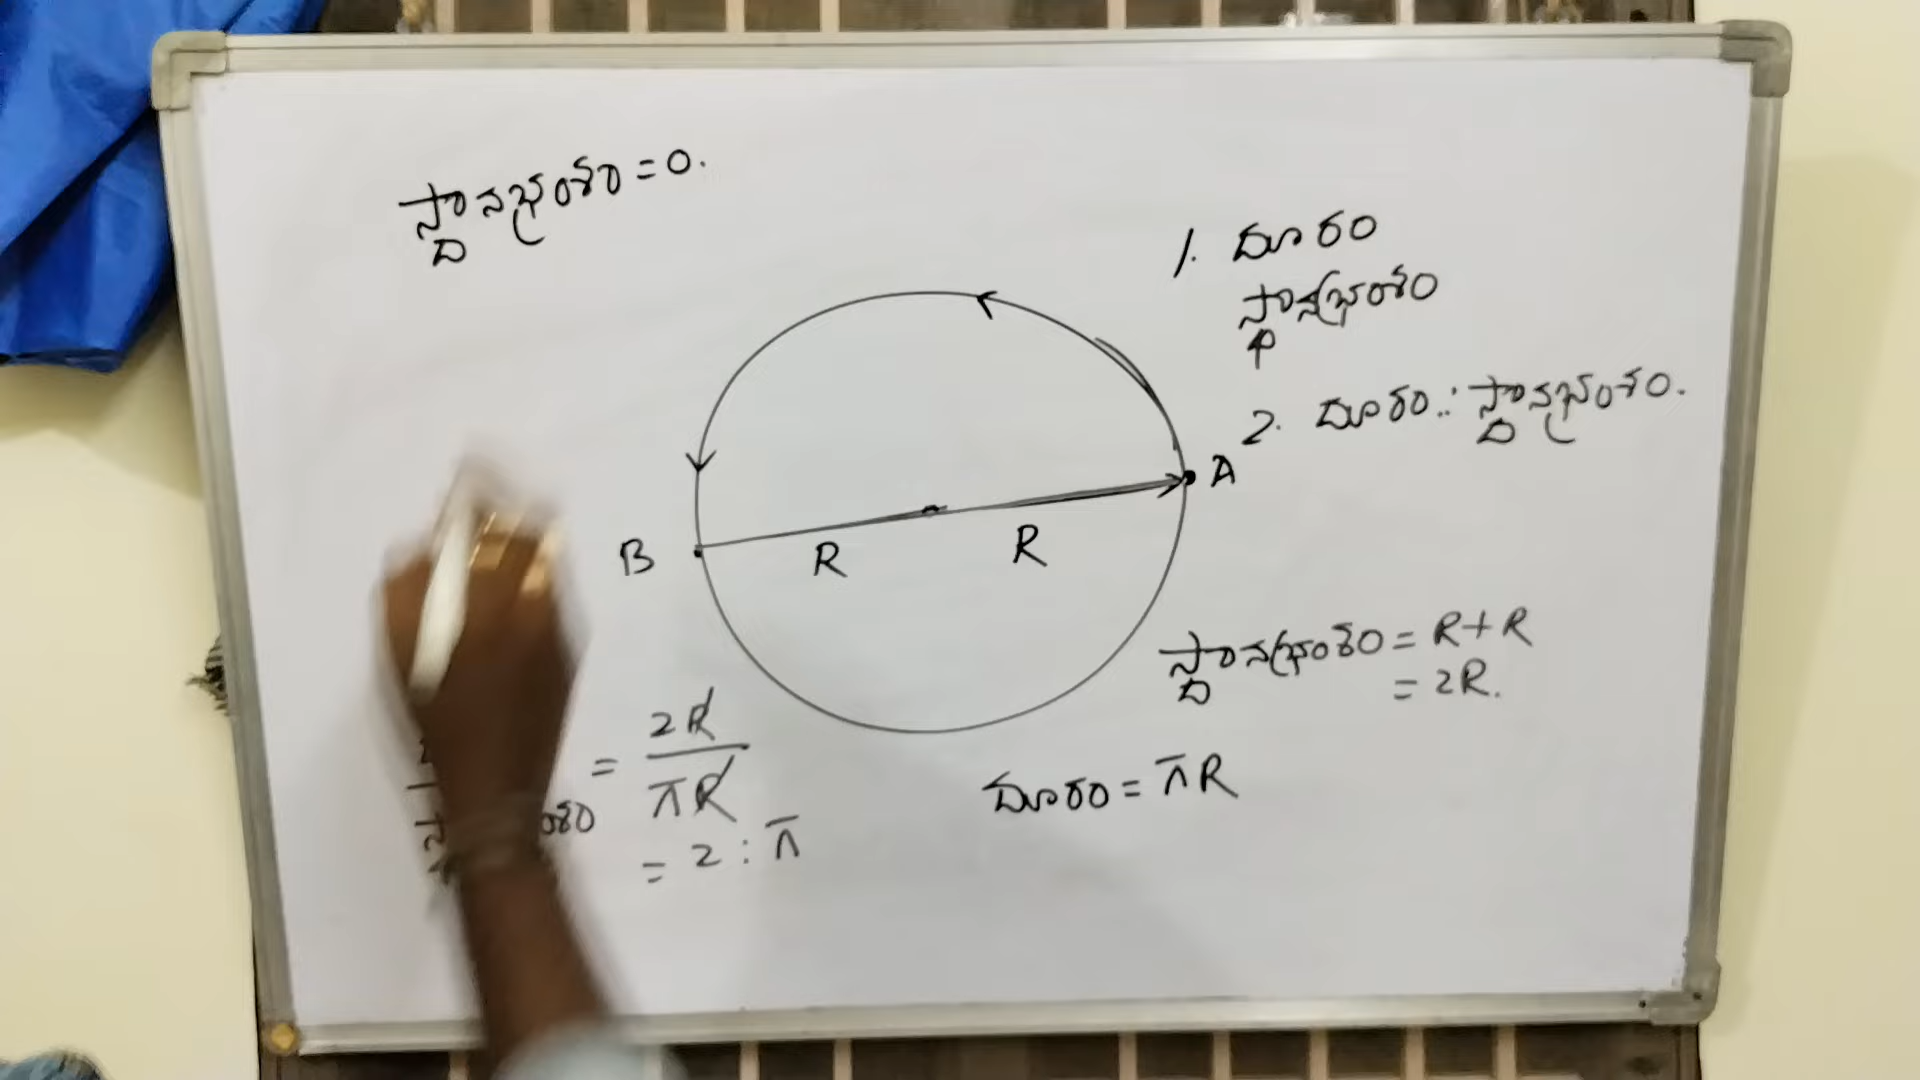 స్థానభ్రంశం = 0.
1. దూరం
స్థానభ్రంశం
2. దూరం : స్థానభ్రంశం.
A
B
R
R
స్థానభ్రంశం = R+R
= 2R.
దూరం = πR
= 2R
πR
= 2 : π